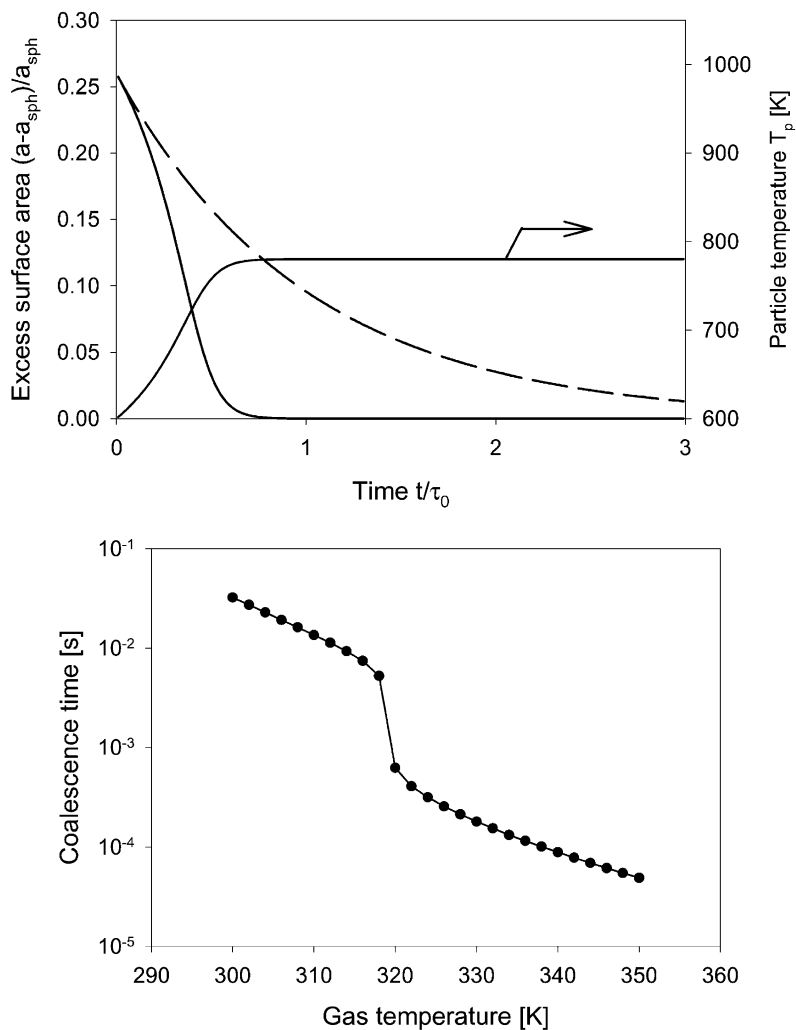 0.30
0.25
0.20
0.15
0.10
0.05
0.00
Excess surface area (a-a_sph)/a_sph
1000
900
800
700
600
Particle temperature T_p [K]
0 1 2 3
Time t/τ_0
10^-1
10^-2
10^-3
10^-4
10^-5
Coalescence time [s]
290 300 310 320 330 340 350 360
Gas temperature [K]